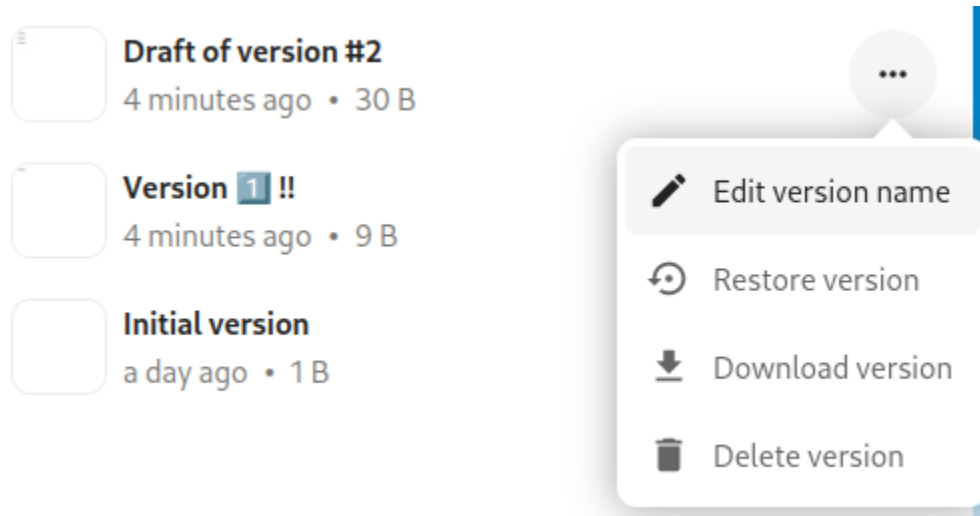 Draft of version #2
4 minutes ago • 30 B
Version 1️⃣ !!
4 minutes ago • 9 B
Initial version
a day ago • 1 B
Edit version name
Restore version
Download version
Delete version